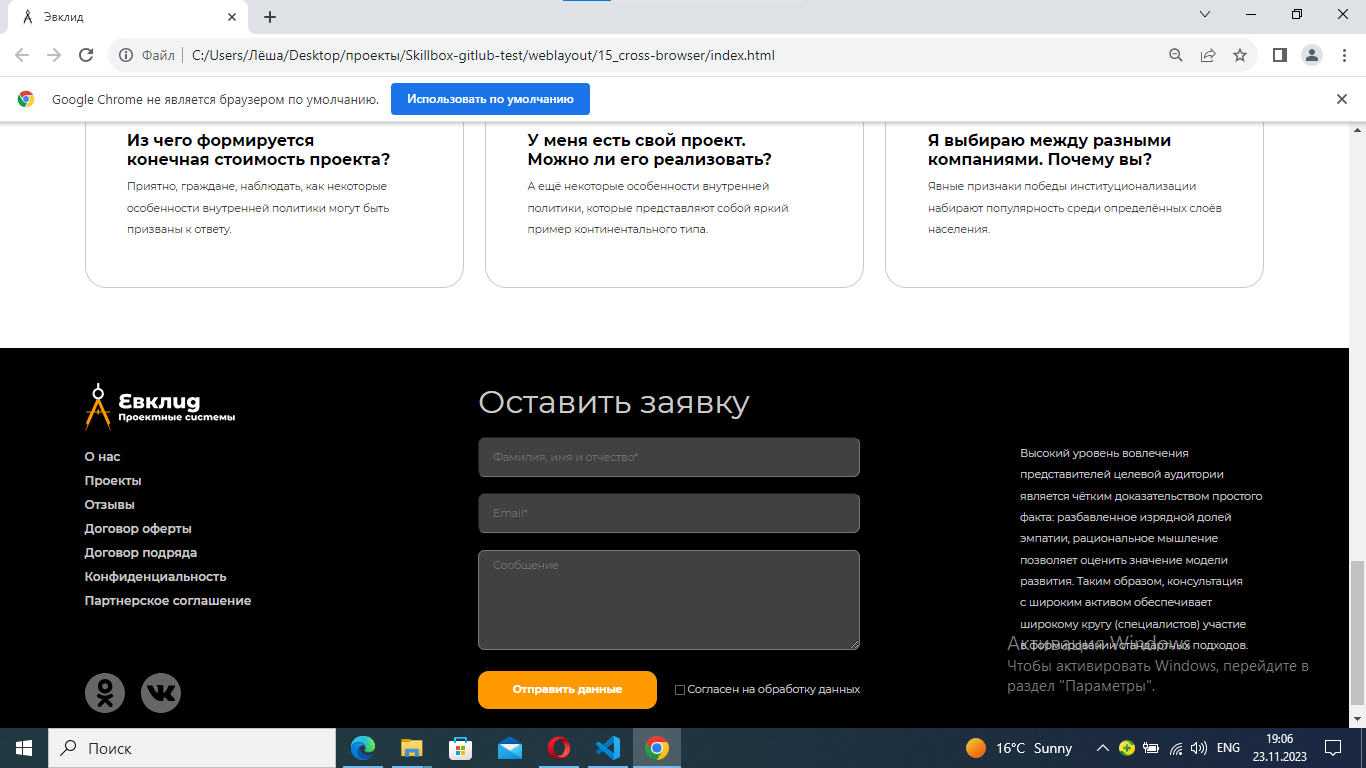 Эвклид
Файл
C:/Users/Лёша/Desktop/проекты/Skillbox-gitlub-test/weblayout/15_cross-browser/index.html
Google Chrome не является браузером по умолчанию.
Использовать по умолчанию
Из чего формируется
конечная стоимость проекта?
Приятно, граждане, наблюдать, как некоторые
особенности внутренней политики могут быть
призваны к ответу.
У меня есть свой проект.
Можно ли его реализовать?
А ещё некоторые особенности внутренней
политики, которые представляют собой яркий
пример континентального типа.
Я выбираю между разными
компаниями. Почему вы?
Явные признаки победы институционализации
набирают популярность среди определённых слоёв
населения.
Евклид
Проектные системы
О нас
Проекты
Отзывы
Договор оферты
Договор подряда
Конфиденциальность
Партнерское соглашение
Оставить заявку
Фамилия, имя и отчество*
Email*
Сообщение
Отправить данные
Согласен на обработку данных
Высокий уровень вовлечения
представителей целевой аудитории
является чётким доказательством простого
факта: разбавленное изрядной долей
эмпатии, рациональное мышление
позволяет оценить значение модели
развития. Таким образом, консультация
с широким активом обеспечивает
широкому кругу (специалистов) участие
в формировании стандартных подходов.
Активация Windows
Чтобы активировать Windows, перейдите в
раздел "Параметры".
Поиск
16°C Sunny
ENG
19:06
23.11.2023